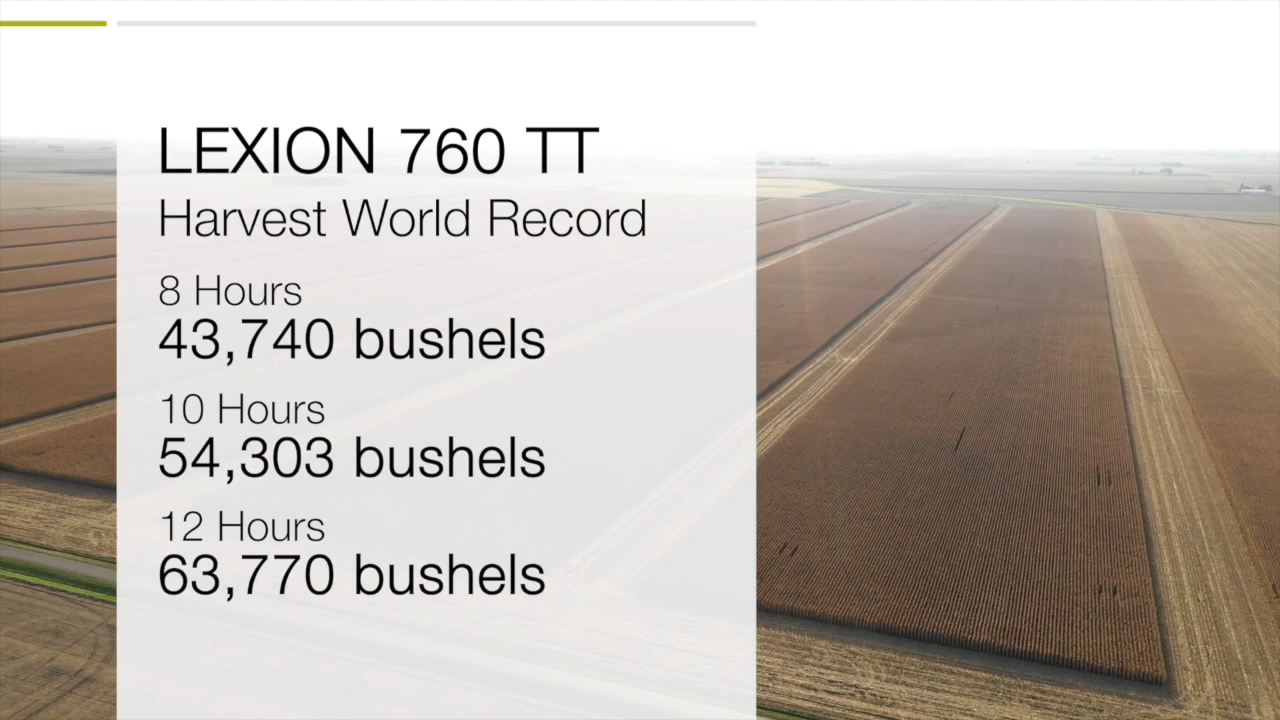 LEXION 760 TT
Harvest World Record
8 Hours
43,740 bushels
10 Hours
54,303 bushels
12 Hours
63,770 bushels